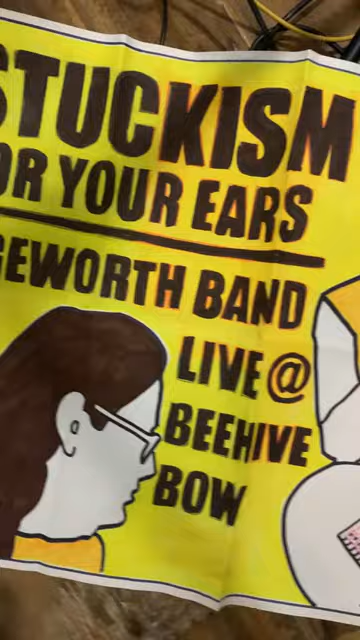 STUCKISM
OR YOUR EARS
GEWORTH BAND
LIVE @
BEEHIVE
BOW